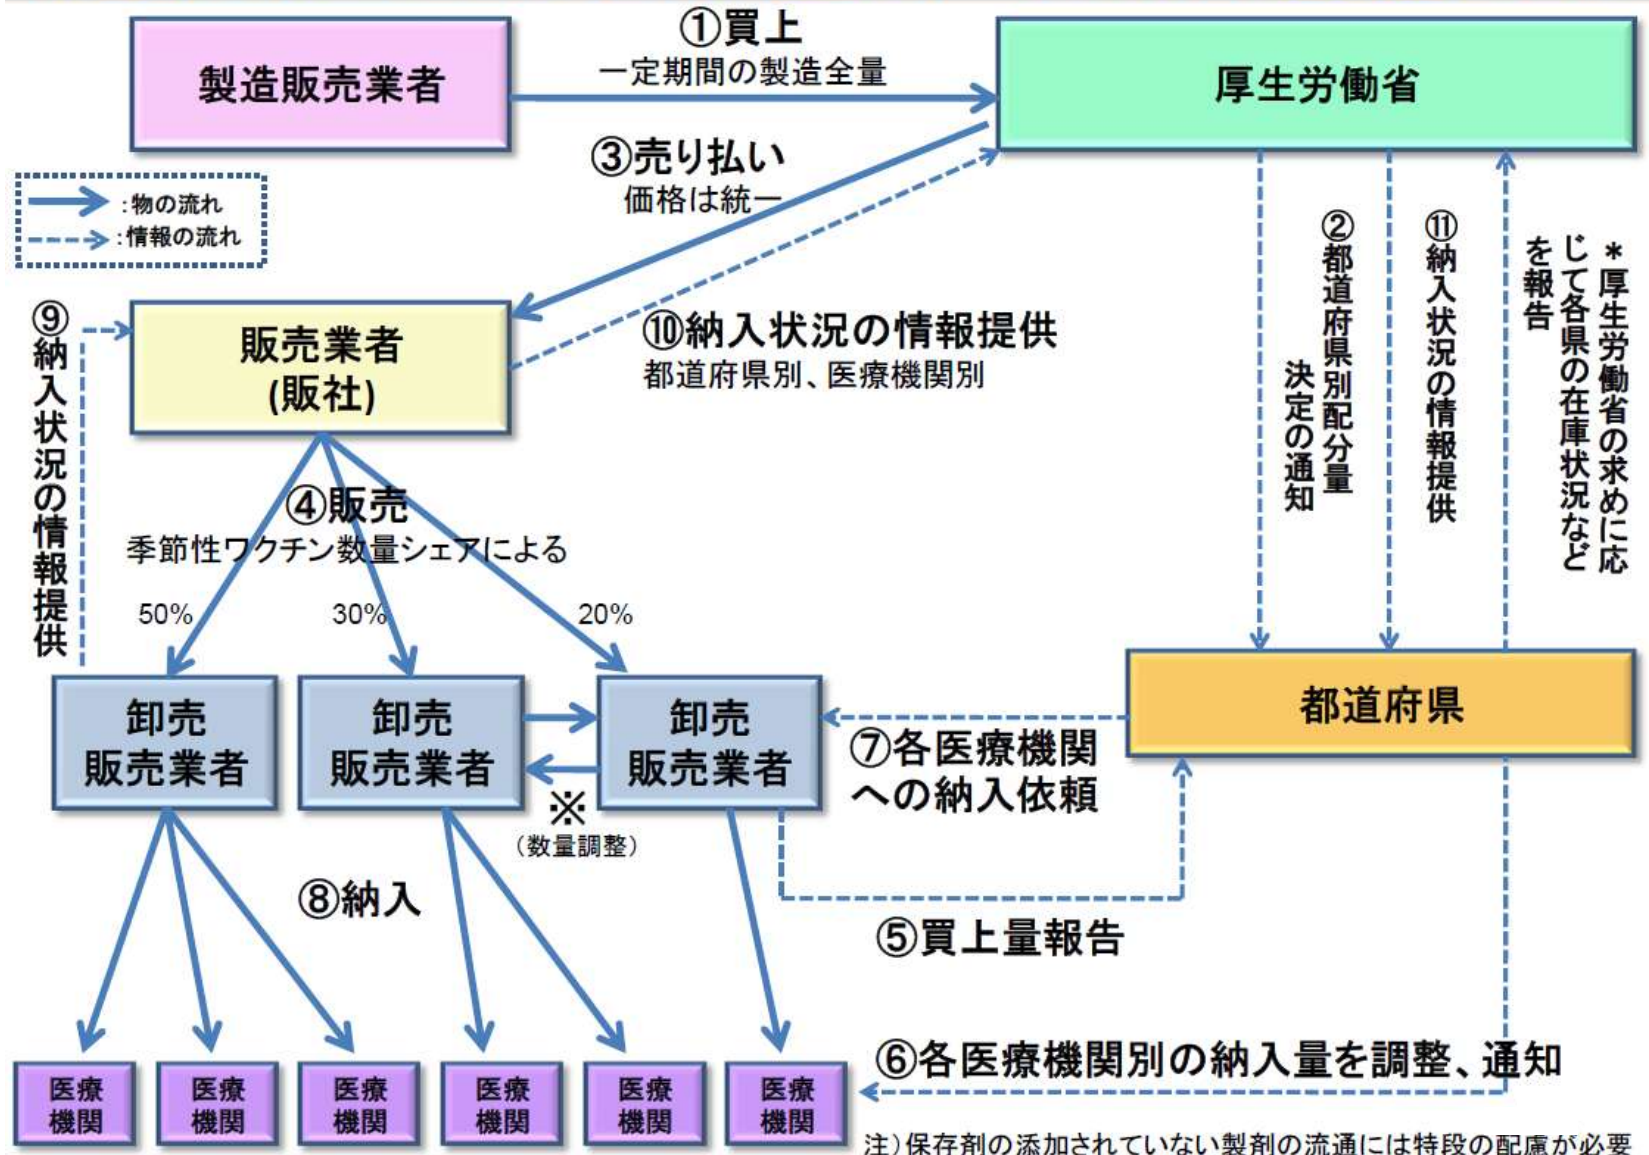 ①買上
一定期間の製造全量
製造販売業者
厚生労働省
③売り払い
価格は統一
:物の流れ
:情報の流れ
②都道府県別配分量
決定の通知
⑪納入状況の情報提供
*厚生労働省の求めに応
じて各県の在庫状況など
を報告
⑨納入状況の情報提供
販売業者
(販社)
⑩納入状況の情報提供
都道府県別、医療機関別
④販売
季節性ワクチン数量シェアによる
50%
30%
20%
卸売
販売業者
卸売
販売業者
卸売
販売業者
都道府県
⑦各医療機関
への納入依頼
※
(数量調整)
⑧納入
⑤買上量報告
⑥各医療機関別の納入量を調整、通知
医療
機関
医療
機関
医療
機関
医療
機関
医療
機関
医療
機関
注)保存剤の添加されていない製剤の流通には特段の配慮が必要